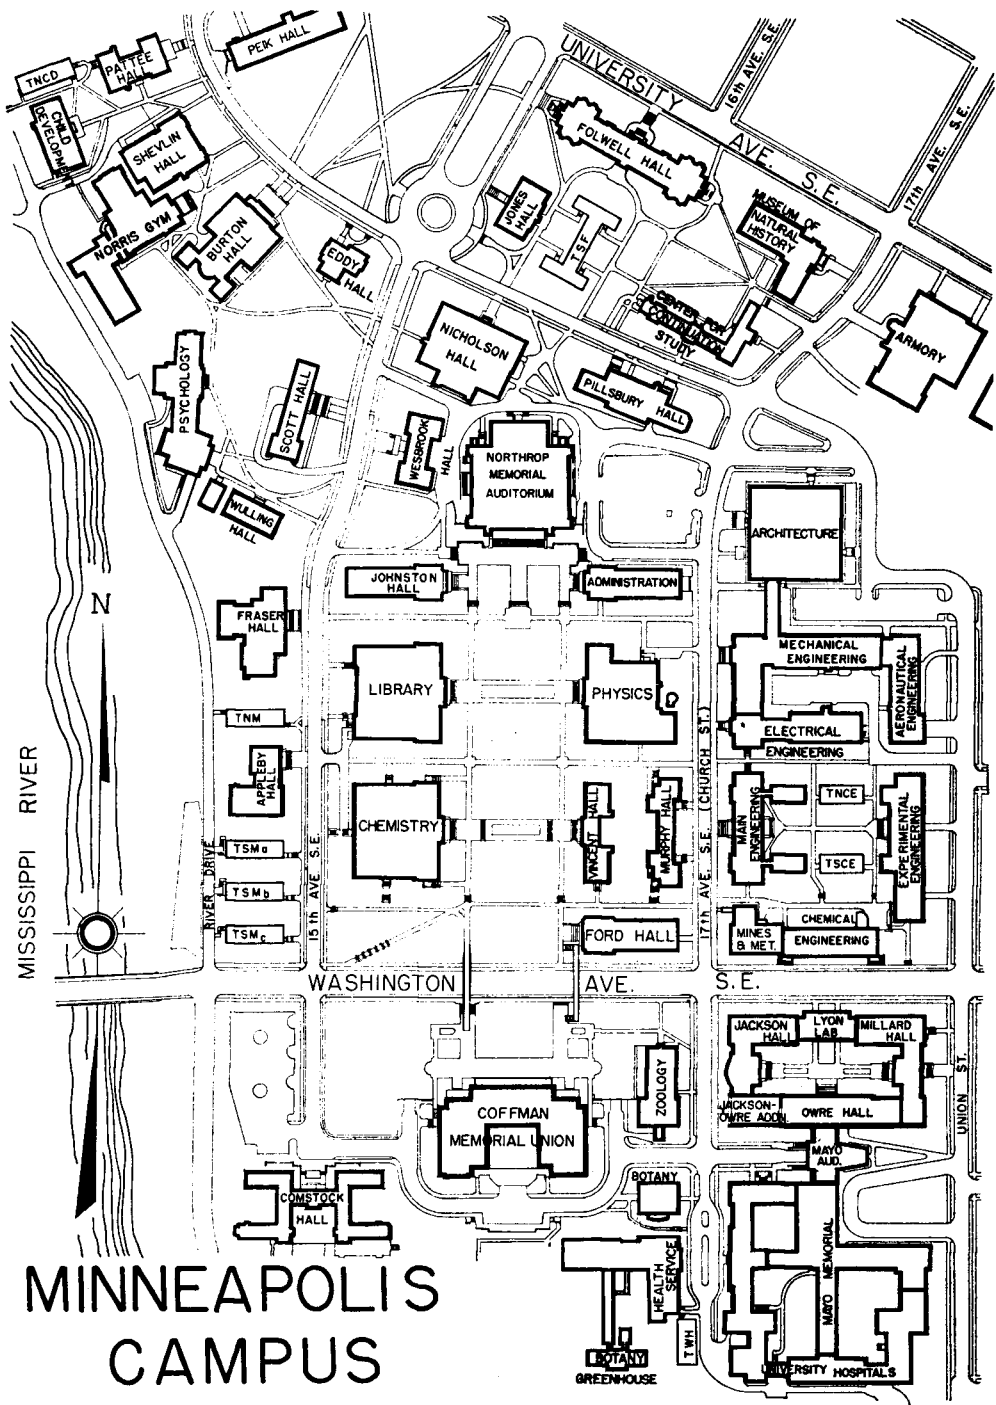 PEIK HALL
UNIVERSITY AVE. S.E.
16th AVE. S.E.
17th AVE. S.E.
TNCD
PATTEE
HALL
CHILD
DEVELOPMENT
SHEVLIN
HALL
FOLWELL HALL
NORRIS GYM
BURTON
HALL
EDDY
HALL
JONES
HALL
TSF
MUSEUM OF
NATURAL
HISTORY
CENTER FOR
CONTINUATION
STUDY
ARMORY
NICHOLSON
HALL
PILLSBURY HALL
PSYCHOLOGY
SCOTT HALL
WESBROOK
HALL
NORTHROP
MEMORIAL
AUDITORIUM
WULLING
HALL
ARCHITECTURE
JOHNSTON
HALL
ADMINISTRATION
N
FRASER
HALL
MECHANICAL
ENGINEERING
AERONAUTICAL
ENGINEERING
LIBRARY
PHYSICS
TNM
ELECTRICAL
ENGINEERING
APPLEBY
HALL
MISSISSIPPI RIVER
CHEMISTRY
VINCENT HALL
MURPHY HALL
17th AVE. S.E. (CHURCH ST.)
MAIN
ENGINEERING
TNCE
EXPERIMENTAL
ENGINEERING
TSMa
RIVER DRIVE
15th AVE S.E.
TSCE
TSMb
TSMc
FORD HALL
MINES
& MET.
CHEMICAL
ENGINEERING
WASHINGTON AVE. S.E.
JACKSON
HALL
LYON
LAB.
MILLARD
HALL
UNION ST.
ZOOLOGY
JACKSON-
OWRE ADDN.
OWRE HALL
COFFMAN
MEMORIAL UNION
MAYO
AUD.
BOTANY
COMSTOCK
HALL
HEALTH
SERVICE
MAYO MEMORIAL
TWH
BOTANY
GREENHOUSE
UNIVERSITY HOSPITALS
MINNEAPOLIS
CAMPUS